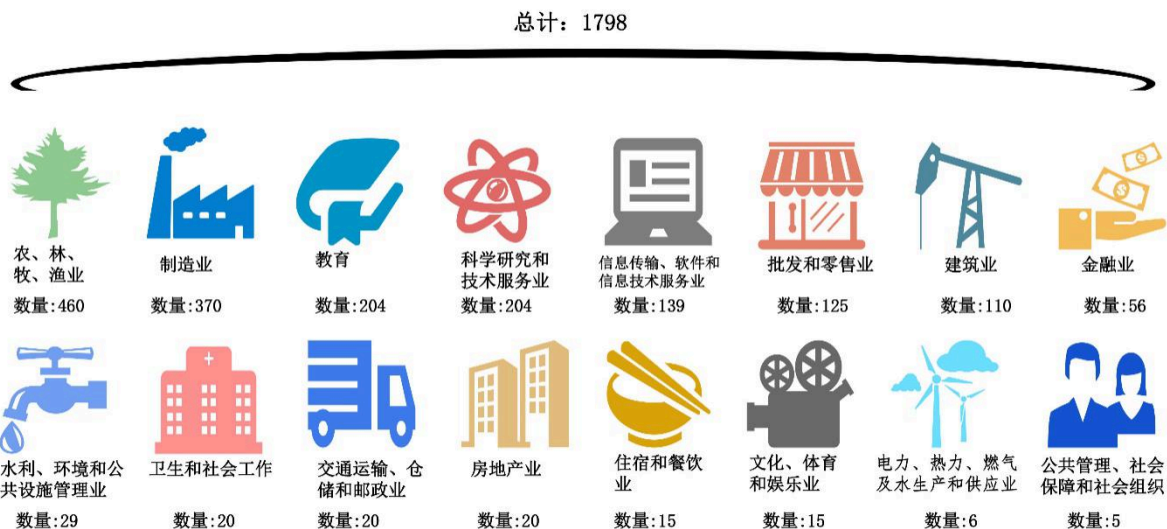 总计：1798
农、林、
牧、渔业
数量:460
制造业
数量:370
教育
数量:204
科学研究和
技术服务业
数量:204
信息传输、软件和
信息技术服务业
数量:139
批发和零售业
数量:125
建筑业
数量:110
金融业
数量:56
水利、环境和公
共设施管理业
数量:29
卫生和社会工作
数量:20
交通运输、仓
储和邮政业
数量:20
房地产业
数量:20
住宿和餐饮
业
数量:15
文化、体育
和娱乐业
数量:15
电力、热力、燃气
及水生产和供应业
数量:6
公共管理、社会
保障和社会组织
数量:5